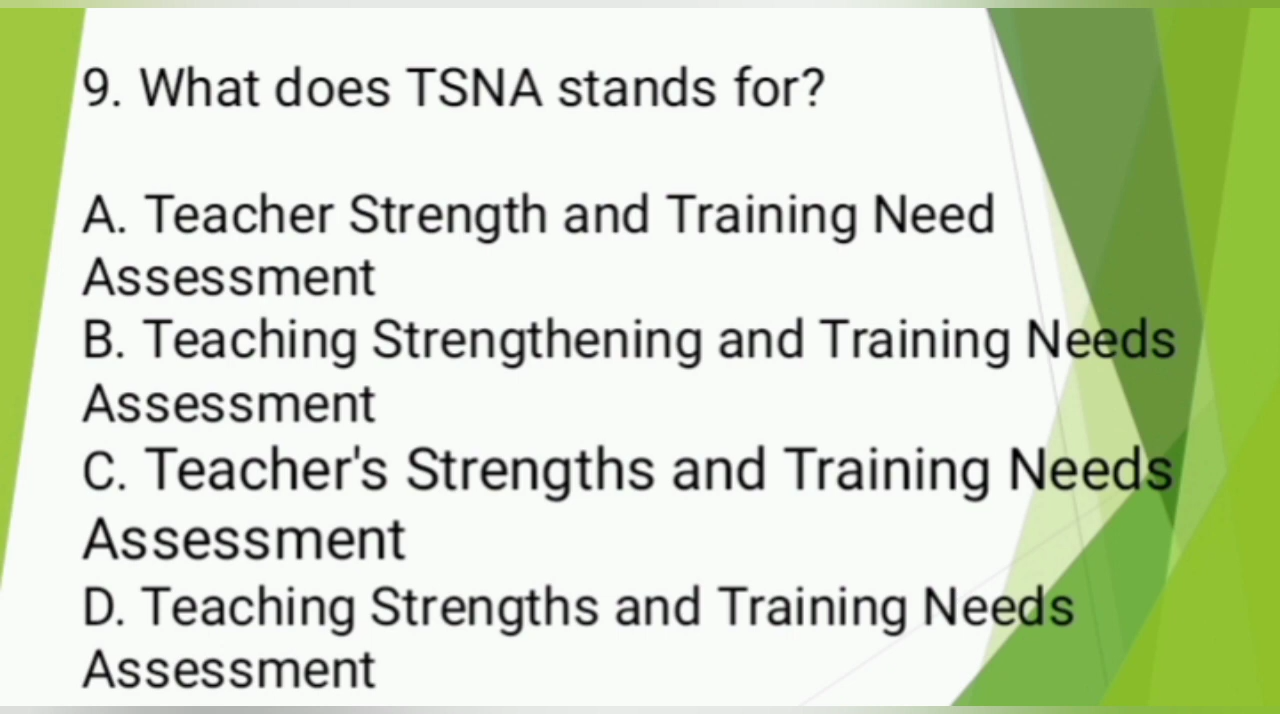 9. What does TSNA stands for?
A. Teacher Strength and Training Need
Assessment
B. Teaching Strengthening and Training Needs
Assessment
C. Teacher's Strengths and Training Needs
Assessment
D. Teaching Strengths and Training Needs
Assessment